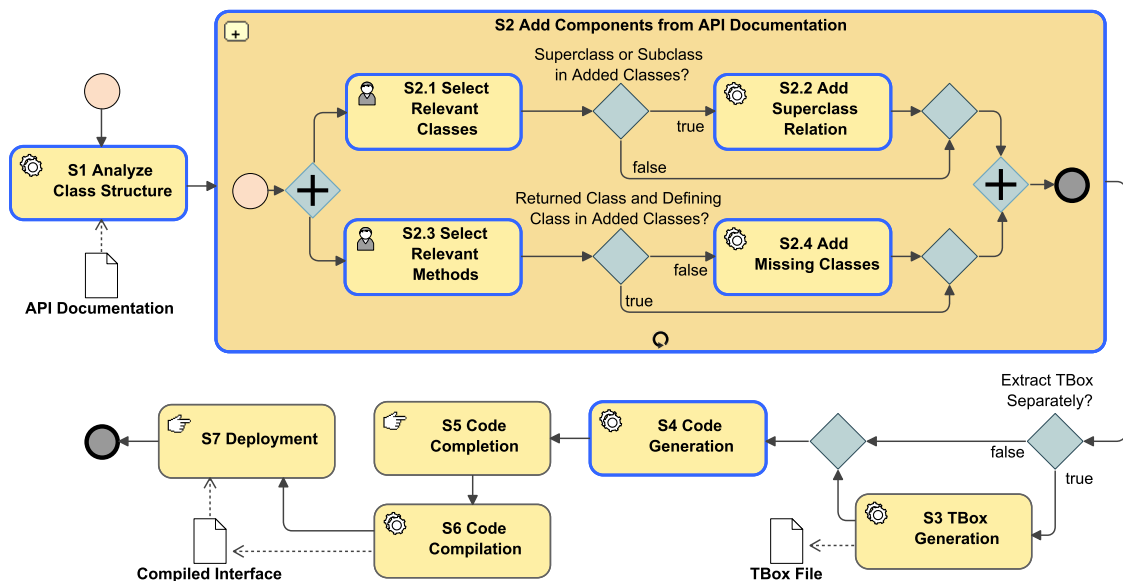 S2 Add Components from API Documentation
Superclass or Subclass
in Added Classes?
S2.1 Select
Relevant
Classes
S2.2 Add
Superclass
Relation
true
false
S1 Analyze
Class Structure
Returned Class and Defining
Class in Added Classes?
S2.3 Select
Relevant
Methods
S2.4 Add
Missing Classes
false
true
API Documentation
Extract TBox
Separately?
false
true
S4 Code
Generation
S5 Code
Completion
S7 Deployment
S3 TBox
Generation
S6 Code
Compilation
TBox File
Compiled Interface